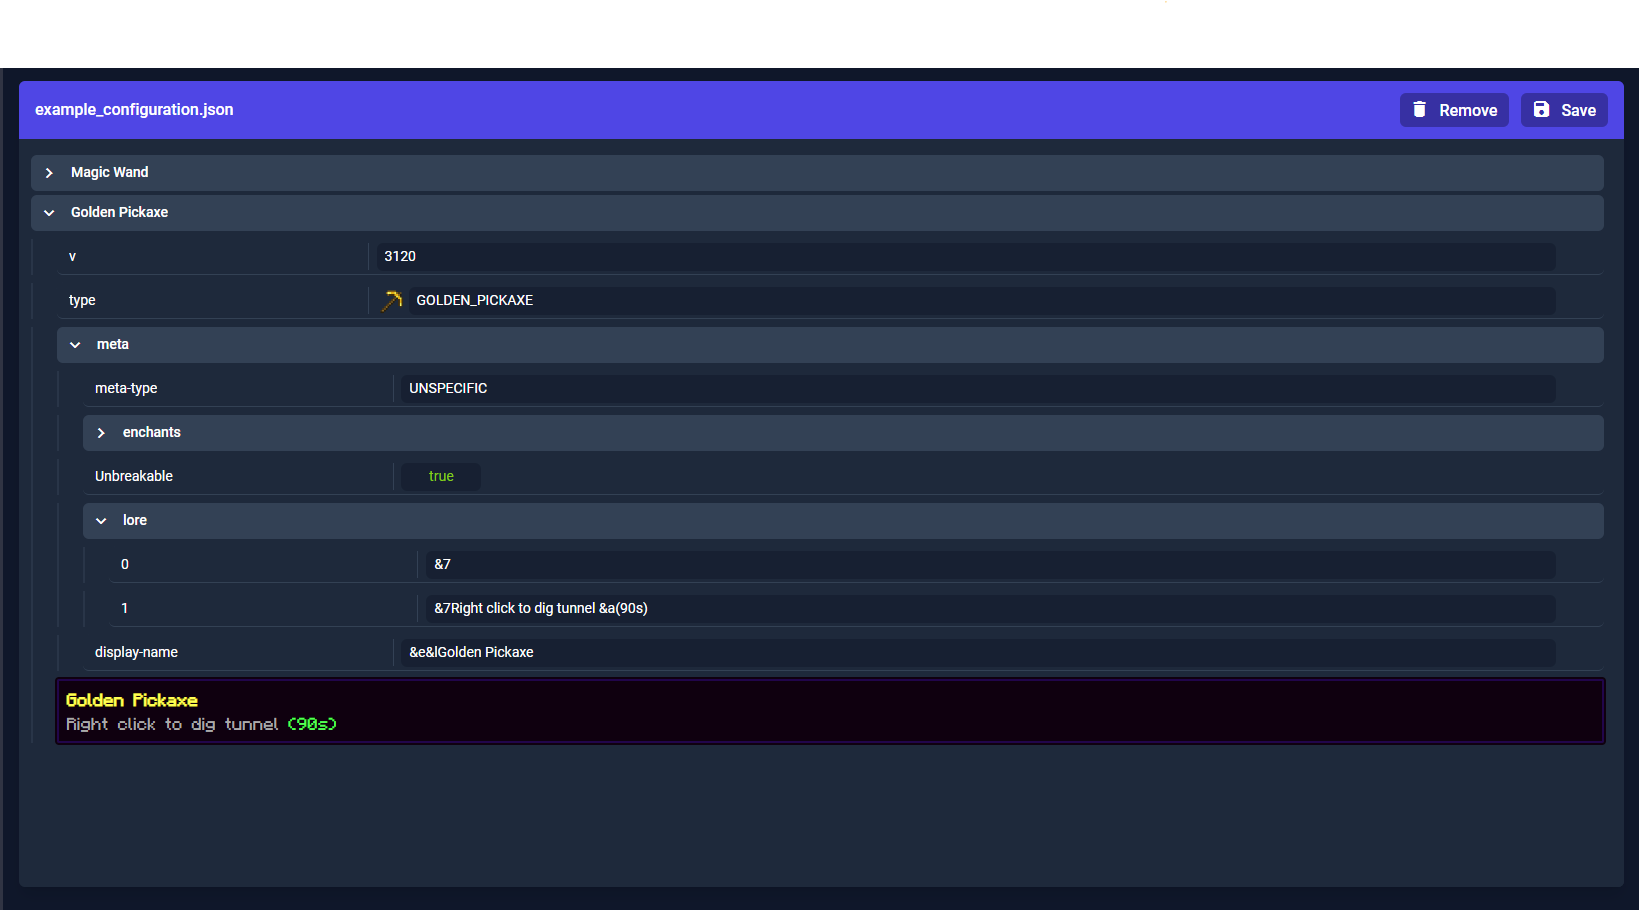 example_configuration.json
Remove
Save
Magic Wand
Golden Pickaxe
v
3120
type
GOLDEN_PICKAXE
meta
meta-type
UNSPECIFIC
enchants
Unbreakable
true
lore
0
&7
1
&7Right click to dig tunnel &a(90s)
display-name
&e&lGolden Pickaxe
Golden Pickaxe
Right click to dig tunnel (90s)